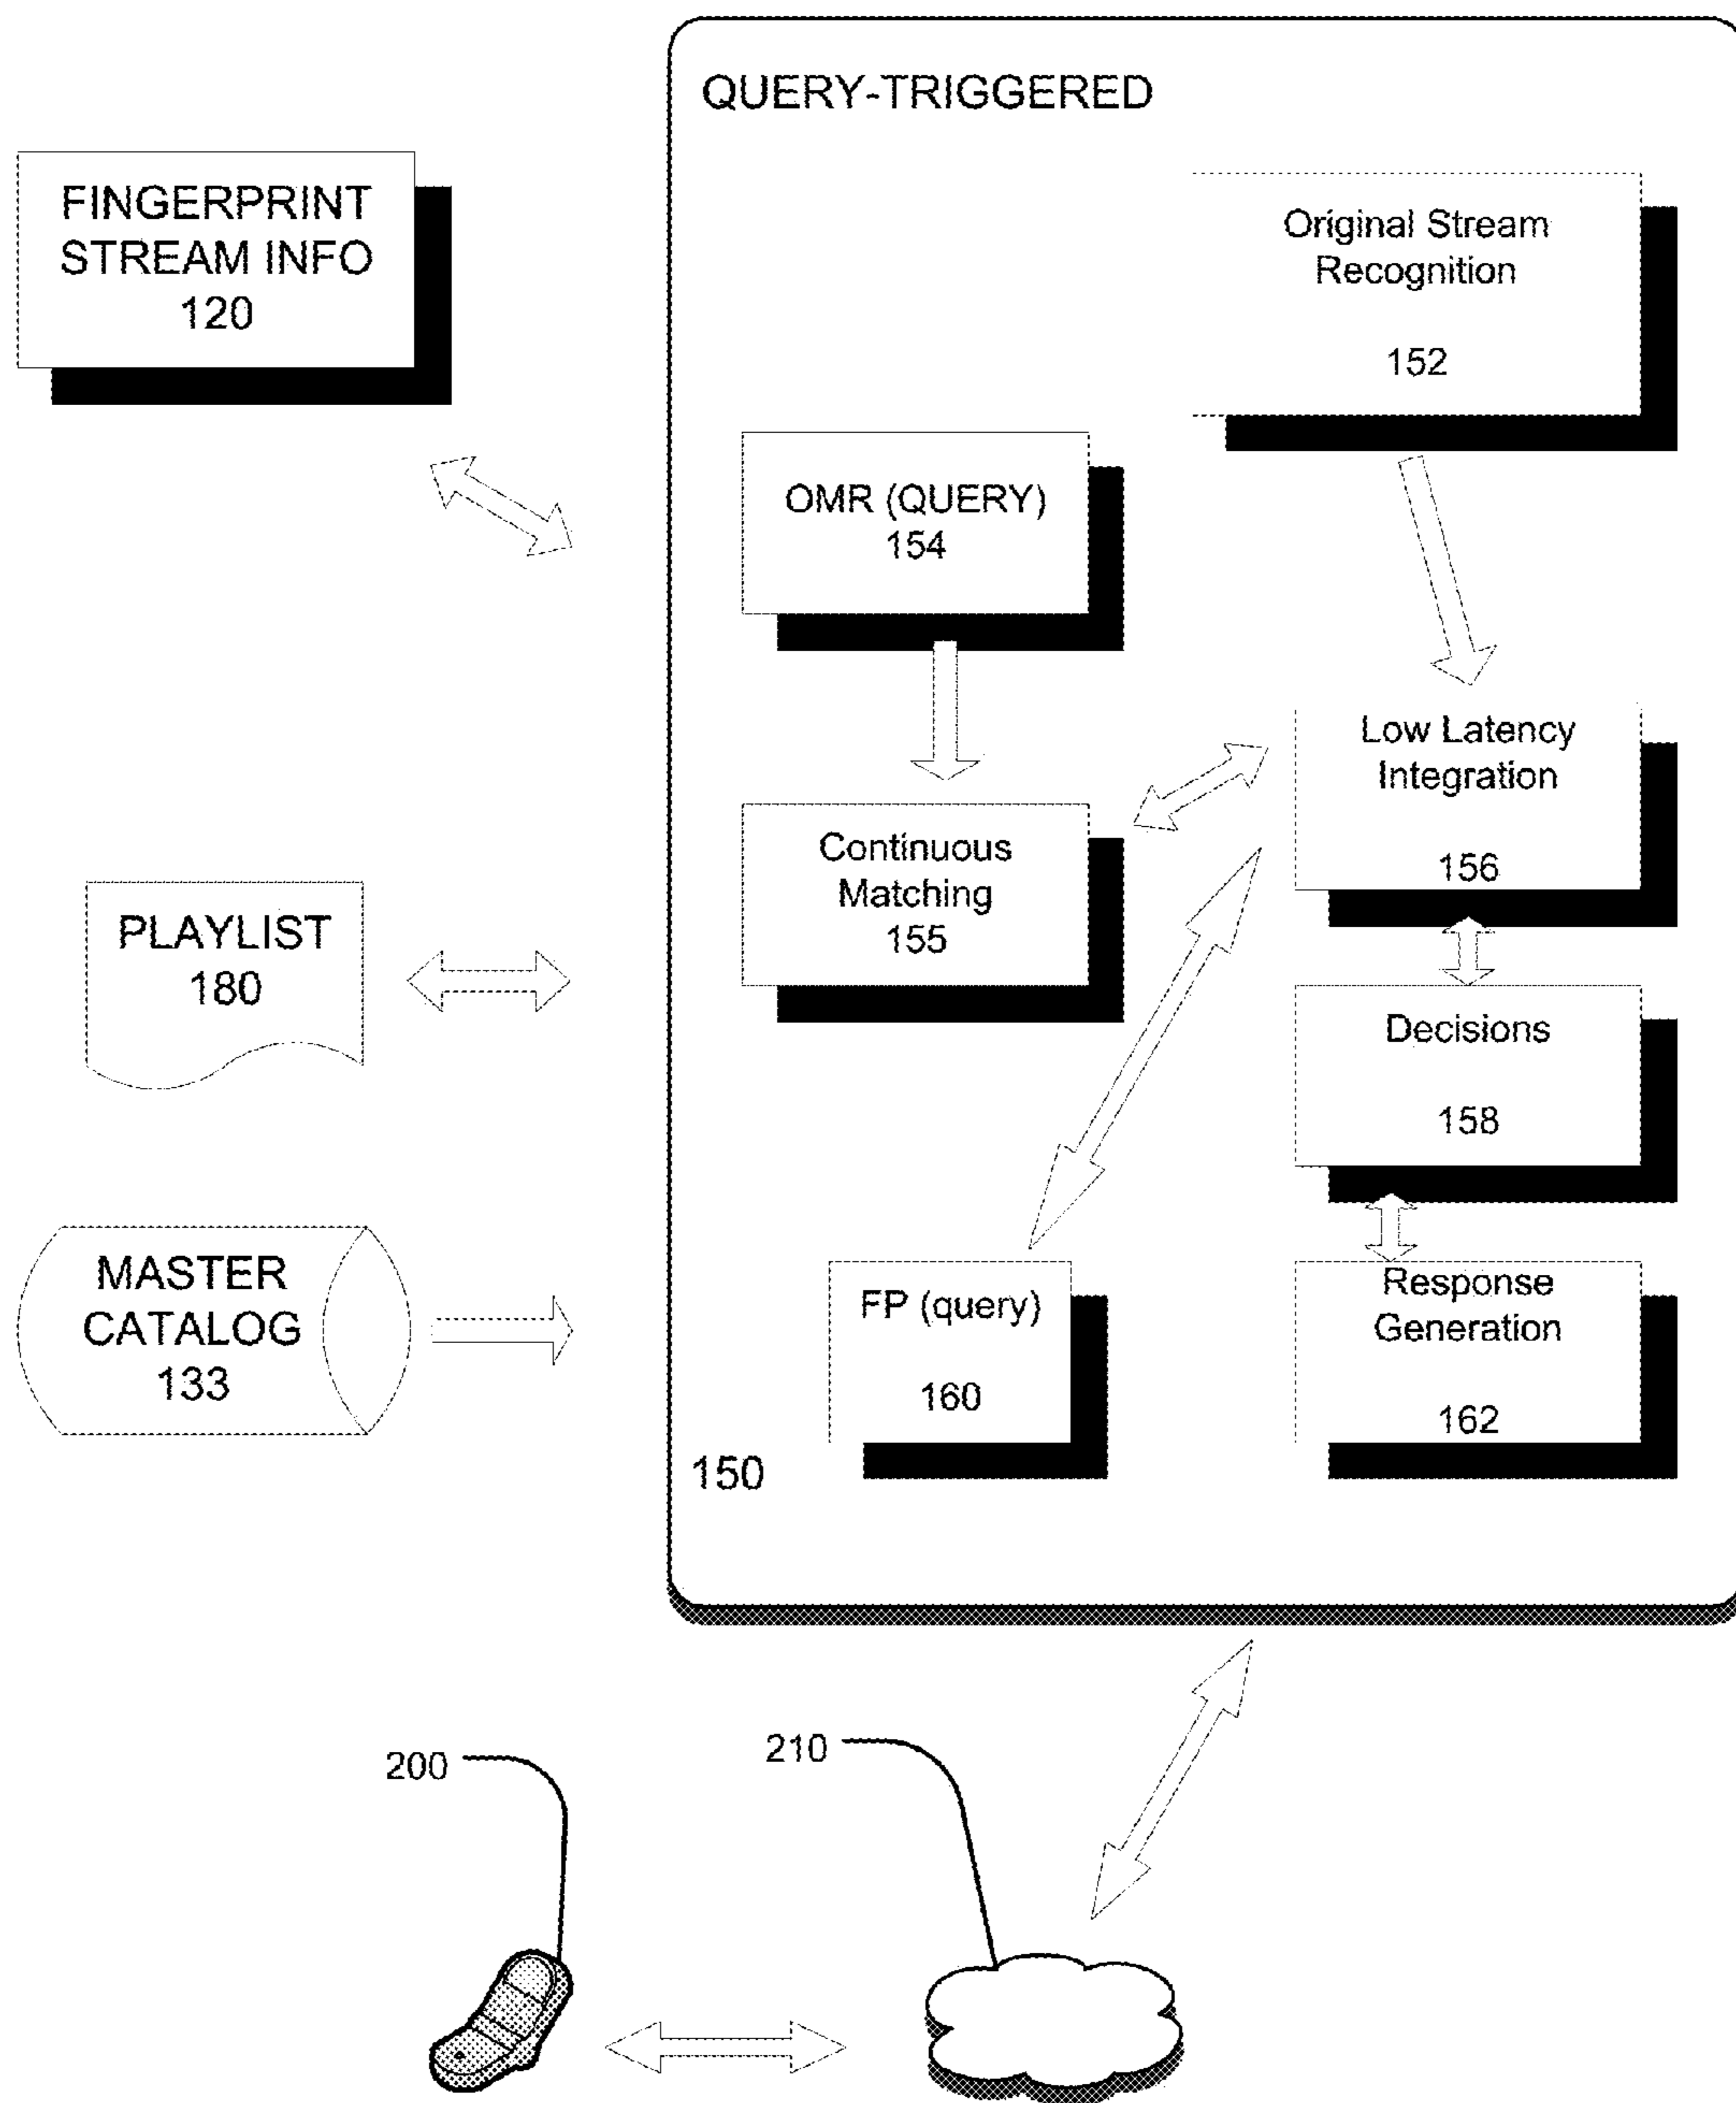 QUERY-TRIGGERED
FINGERPRINT
STREAM INFO
120
Original Stream
Recognition
152
OMR (QUERY)
154
Low Latency
Integration
156
Continuous
Matching
155
PLAYLIST
180
Decisions
158
MASTER
CATALOG
133
FP (query)
160
Response
Generation
162
150
200
210